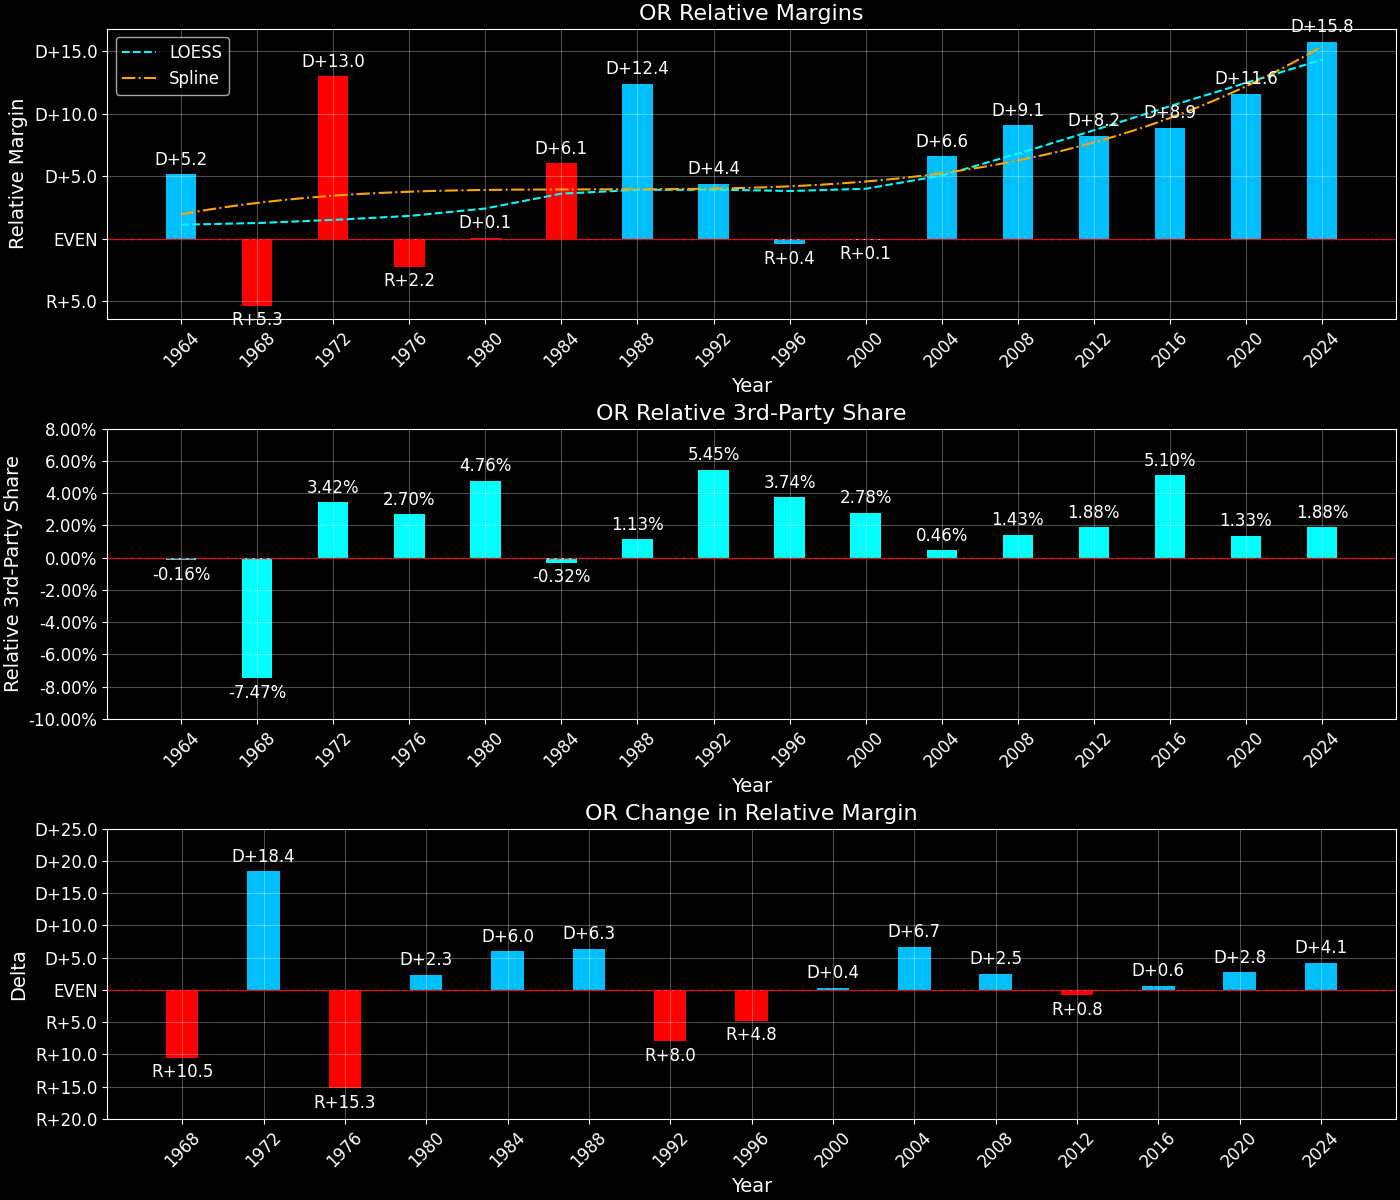 OR Relative Margins
Relative Margin
D+15.0
D+10.0
D+5.0
EVEN
R+5.0
LOESS
Spline
D+5.2
R+5.3
D+13.0
R+2.2
D+0.1
D+6.1
D+12.4
D+4.4
R+0.4
R+0.1
D+6.6
D+9.1
D+8.2
D+8.9
D+11.6
D+15.8
1964 1968 1972 1976 1980 1984 1988 1992 1996 2000 2004 2008 2012 2016 2020 2024
Year
OR Relative 3rd-Party Share
Relative 3rd-Party Share
8.00%
6.00%
4.00%
2.00%
0.00%
-2.00%
-4.00%
-6.00%
-8.00%
-10.00%
-0.16%
-7.47%
3.42%
2.70%
4.76%
-0.32%
1.13%
5.45%
3.74%
2.78%
0.46%
1.43%
1.88%
5.10%
1.33%
1.88%
1964 1968 1972 1976 1980 1984 1988 1992 1996 2000 2004 2008 2012 2016 2020 2024
Year
OR Change in Relative Margin
Delta
D+25.0
D+20.0
D+15.0
D+10.0
D+5.0
EVEN
R+5.0
R+10.0
R+15.0
R+20.0
R+10.5
D+18.4
R+15.3
D+2.3
D+6.0
D+6.3
R+8.0
R+4.8
D+0.4
D+6.7
D+2.5
R+0.8
D+0.6
D+2.8
D+4.1
1968 1972 1976 1980 1984 1988 1992 1996 2000 2004 2008 2012 2016 2020 2024
Year